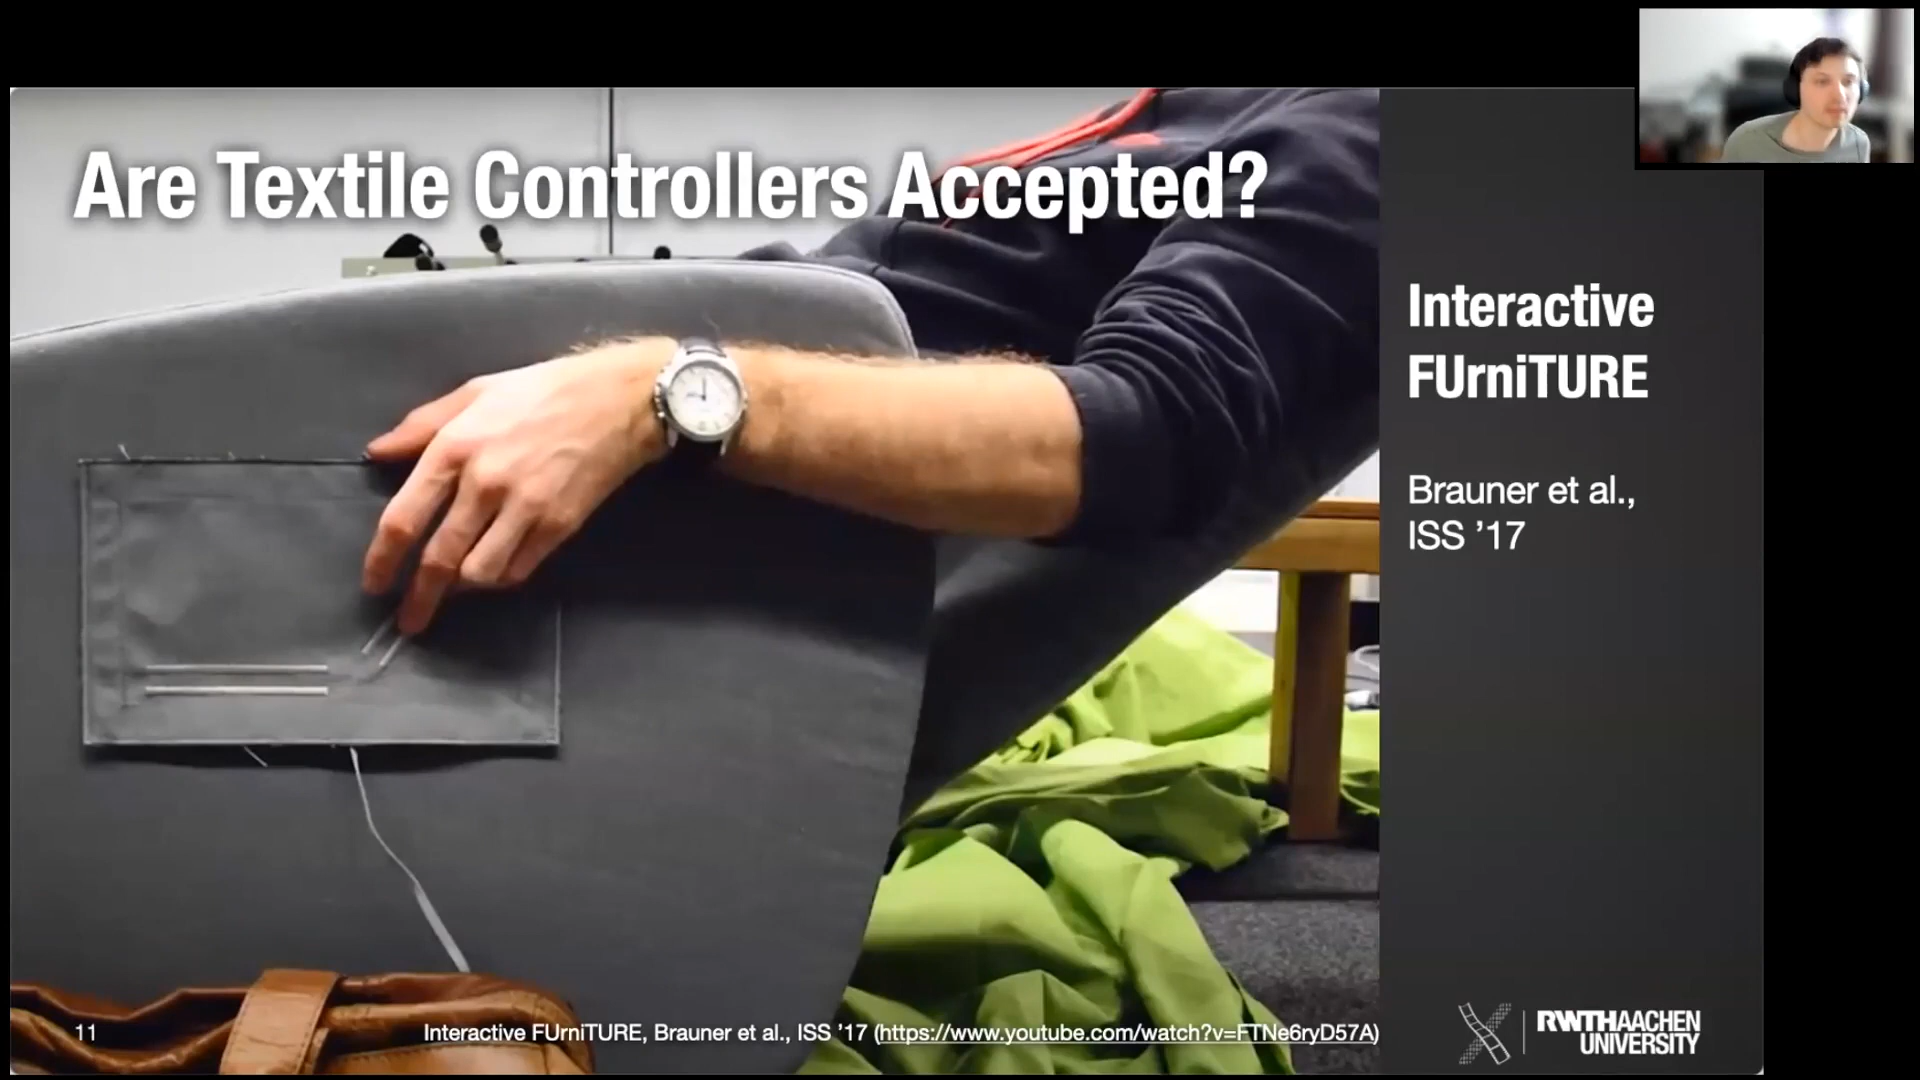 Are Textile Controllers Accepted?
Interactive
FUrniTURE
Brauner et al.,
ISS ’17
11
Interactive FUrniTURE, Brauner et al., ISS ’17 (https://www.youtube.com/watch?v=FTNe6ryD57A)
RWTHAACHEN
UNIVERSITY